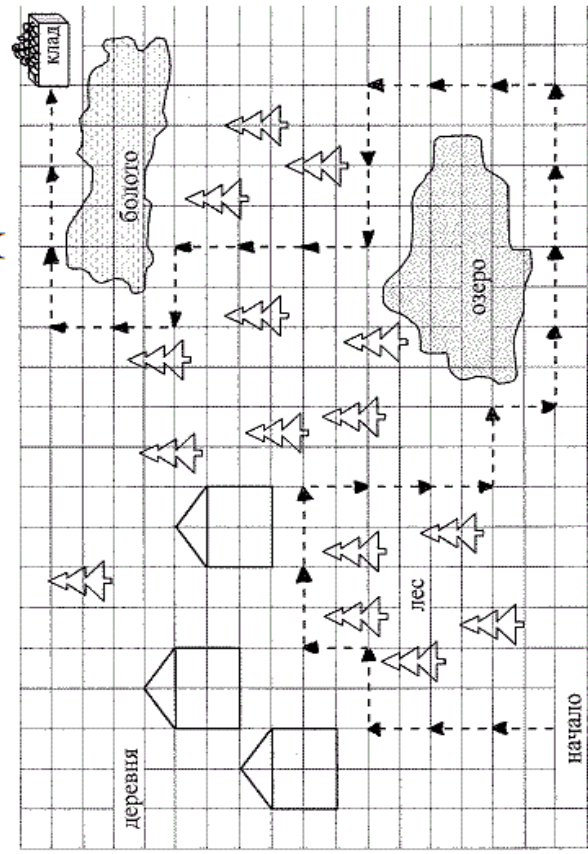 клад
болото
озеро
лес
деревня
начало